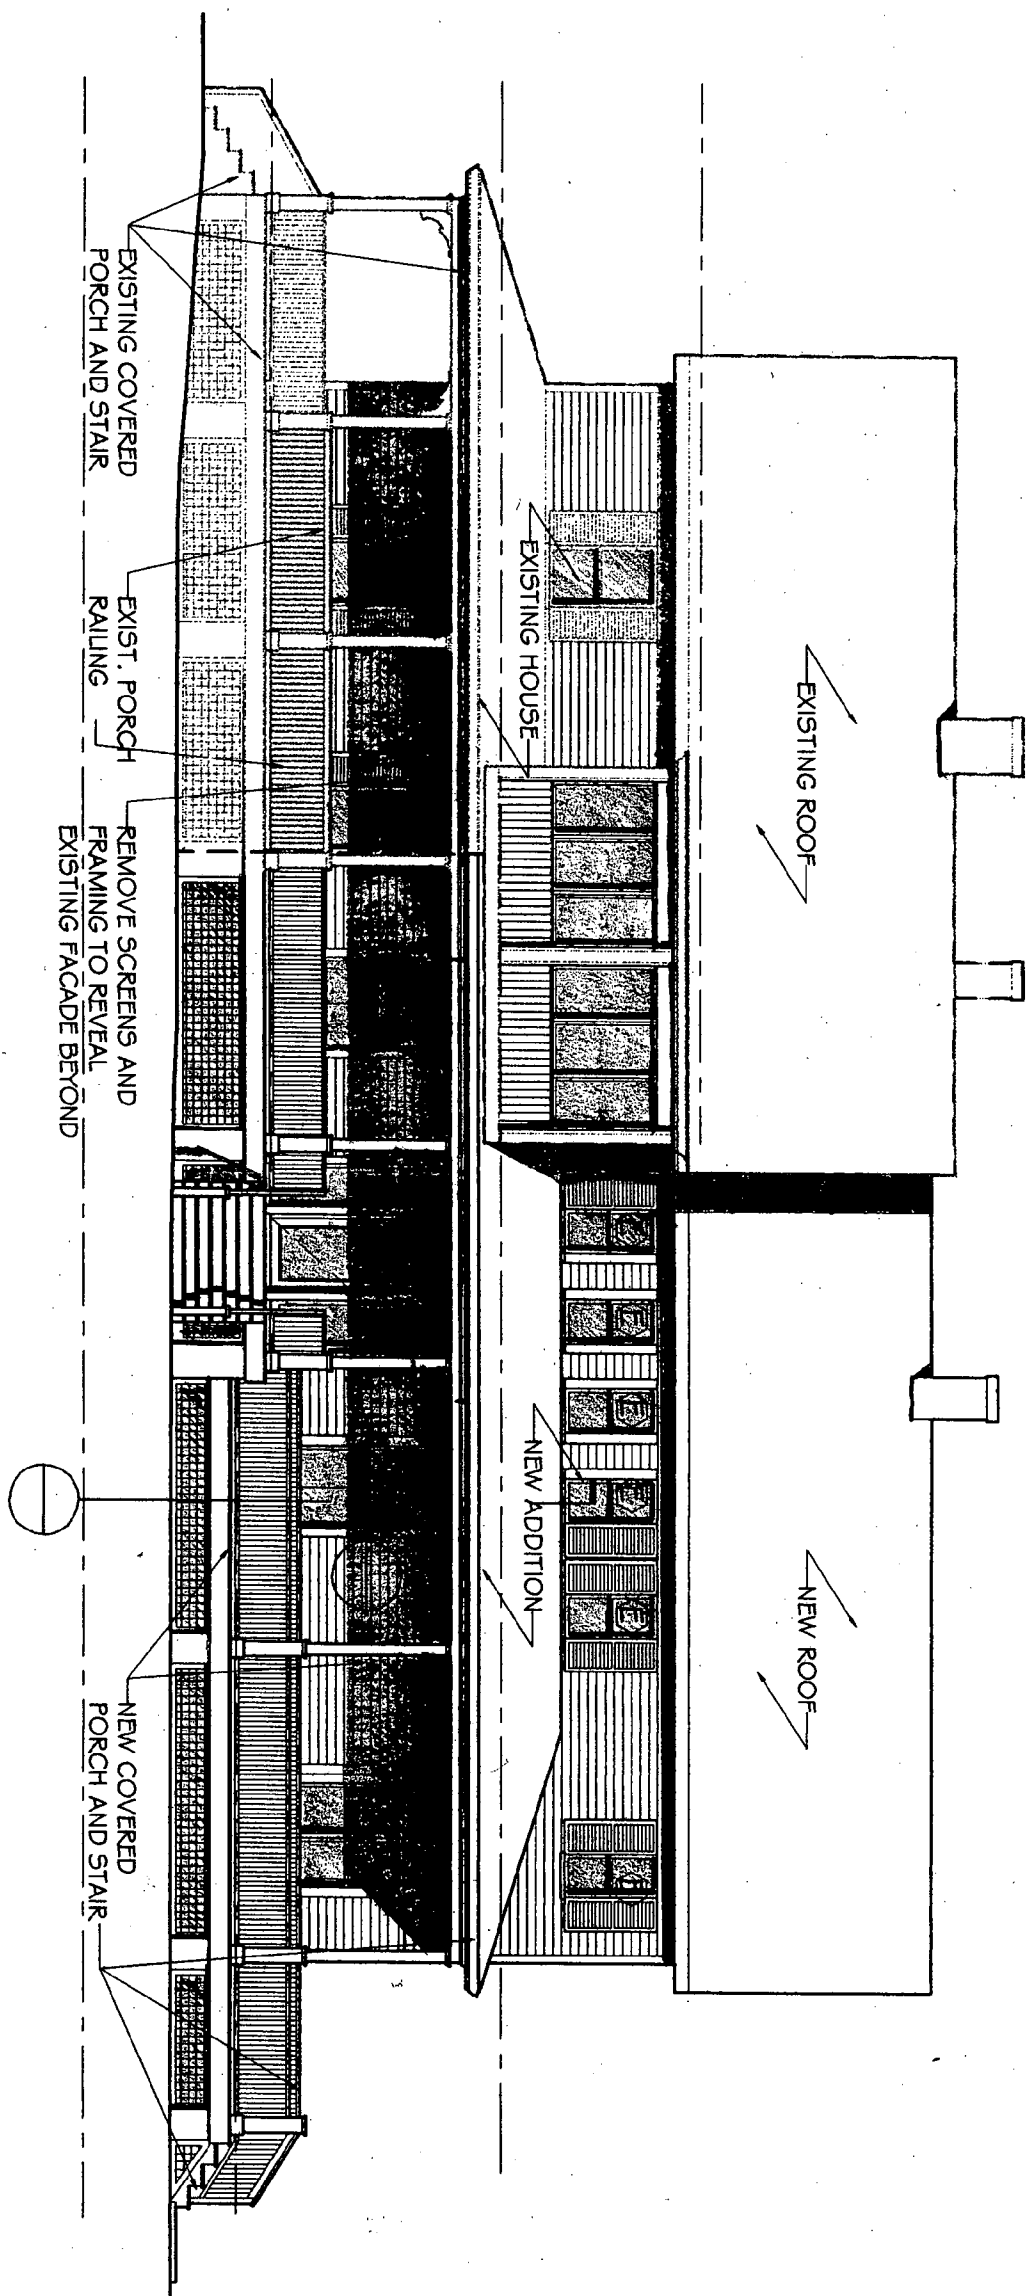 EXISTING ROOF
NEW ROOF
E
E
E
E
EXISTING HOUSE
NEW ADDITION
EXISTING COVERED
PORCH AND STAIR
EXIST. PORCH
RAILING
REMOVE SCREENS AND
FRAMING TO REVEAL
EXISTING FACADE BEYOND
NEW COVERED
PORCH AND STAIR